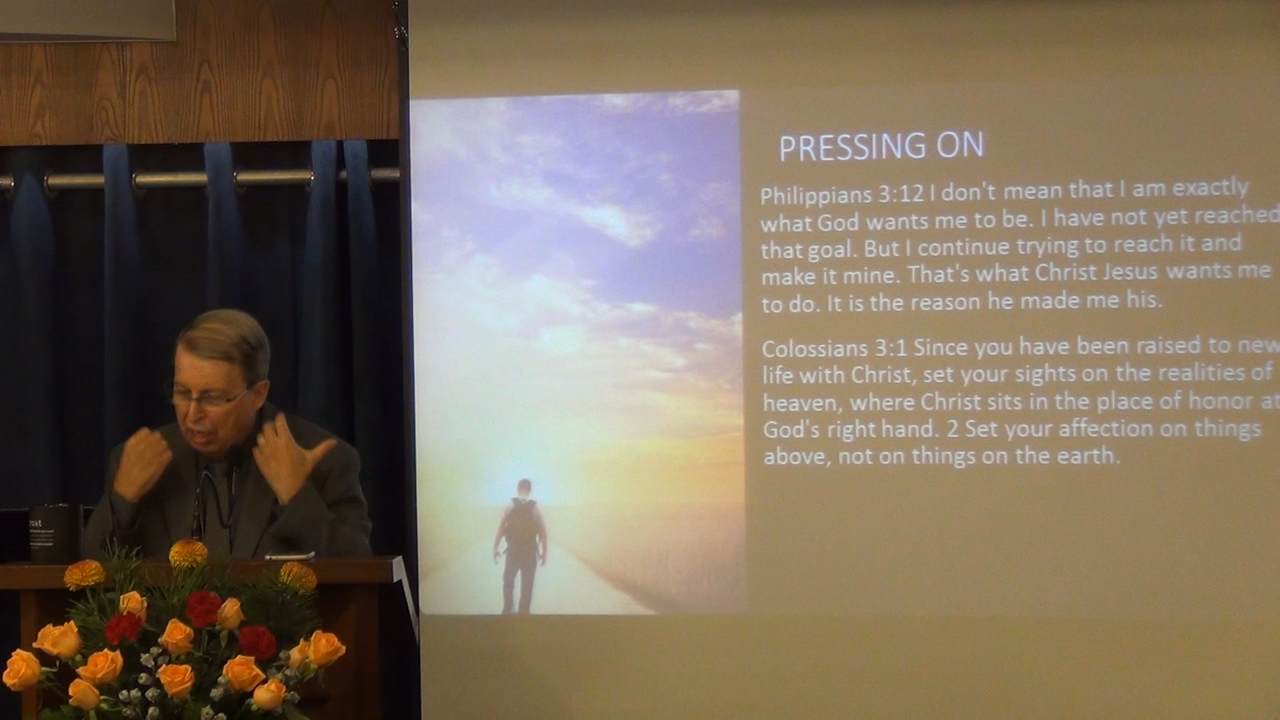 PRESSING ON
Philippians 3:12 I don't mean that I am exactly
what God wants me to be. I have not yet reached
that goal. But I continue trying to reach it and
make it mine. That's what Christ Jesus wants me
to do. It is the reason he made me his.
Colossians 3:1 Since you have been raised to new
life with Christ, set your sights on the realities of
heaven, where Christ sits in the place of honor at
God's right hand. 2 Set your affection on things
above, not on things on the earth.